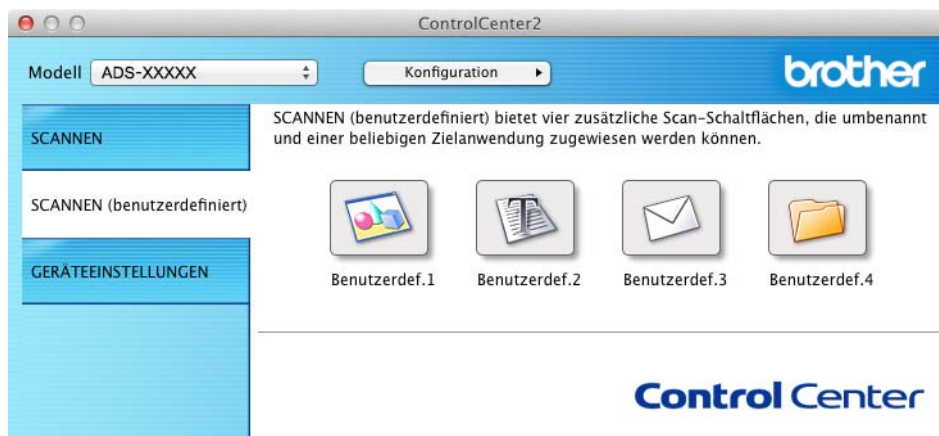 ControlCenter2
Modell ADS-XXXXX Konfiguration brother
SCANNEN
SCANNEN (benutzerdefiniert)
GERÄTEEINSTELLUNGEN
SCANNEN (benutzerdefiniert) bietet vier zusätzliche Scan-Schaltflächen, die umbenannt
und einer beliebigen Zielanwendung zugewiesen werden können.
T
Benutzerdef.1 Benutzerdef.2 Benutzerdef.3 Benutzerdef.4
Control Center